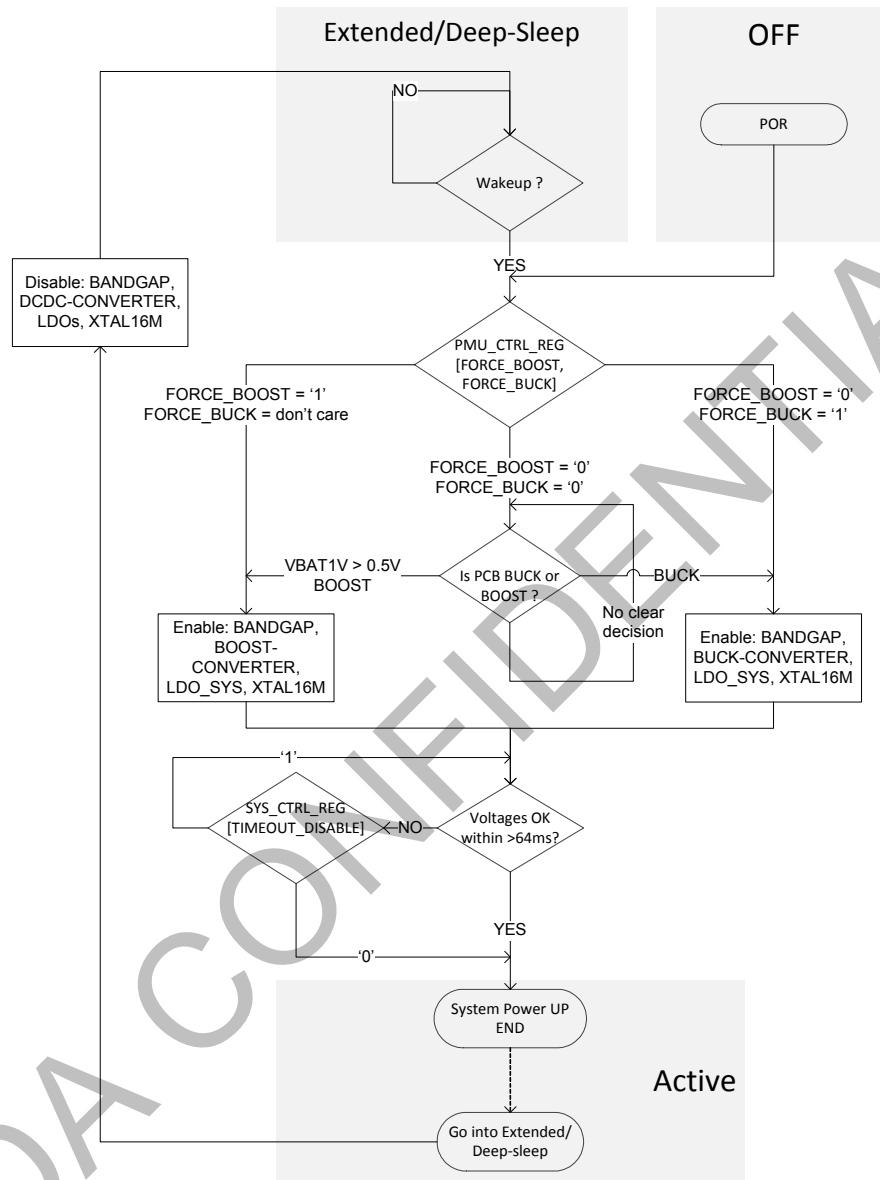 Extended/Deep-Sleep
OFF
NO
POR
Wakeup ?
YES
Disable: BANDGAP,
DCDC-CONVERTER,
LDOs, XTAL16M
PMU_CTRL_REG
[FORCE_BOOST,
FORCE_BUCK]
FORCE_BOOST = ‘1’
FORCE_BUCK = don’t care
FORCE_BOOST = ‘0’
FORCE_BUCK = ‘1’
FORCE_BOOST = ‘0’
FORCE_BUCK = ‘0’
VBAT1V > 0.5V
BOOST
Is PCB BUCK or
BOOST ?
BUCK
No clear
decision
Enable: BANDGAP,
BOOST-
CONVERTER,
LDO_SYS, XTAL16M
Enable: BANDGAP,
BUCK-CONVERTER,
LDO_SYS, XTAL16M
‘1’
SYS_CTRL_REG
[TIMEOUT_DISABLE]
NO
Voltages OK
within >64ms?
YES
‘0’
System Power UP
END
Active
Go into Extended/
Deep-sleep
DA CONFIDENTIA